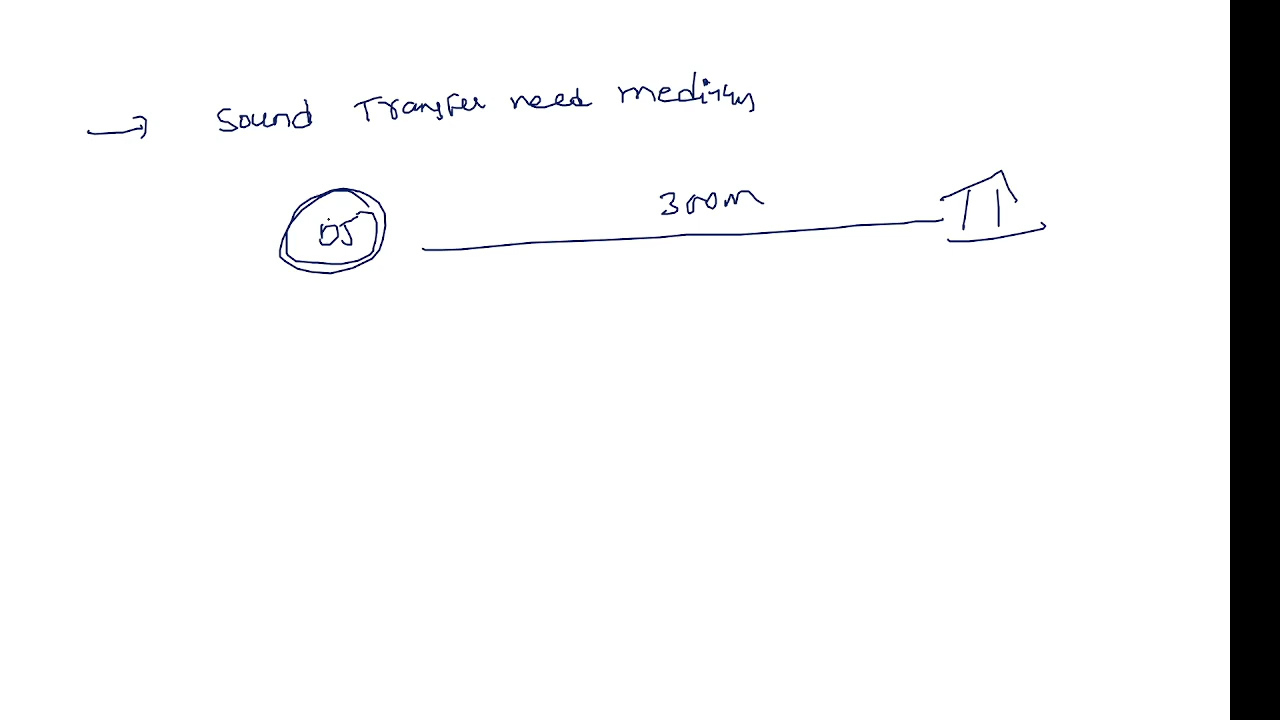 → Sound Transfer need medium
300m
DJ